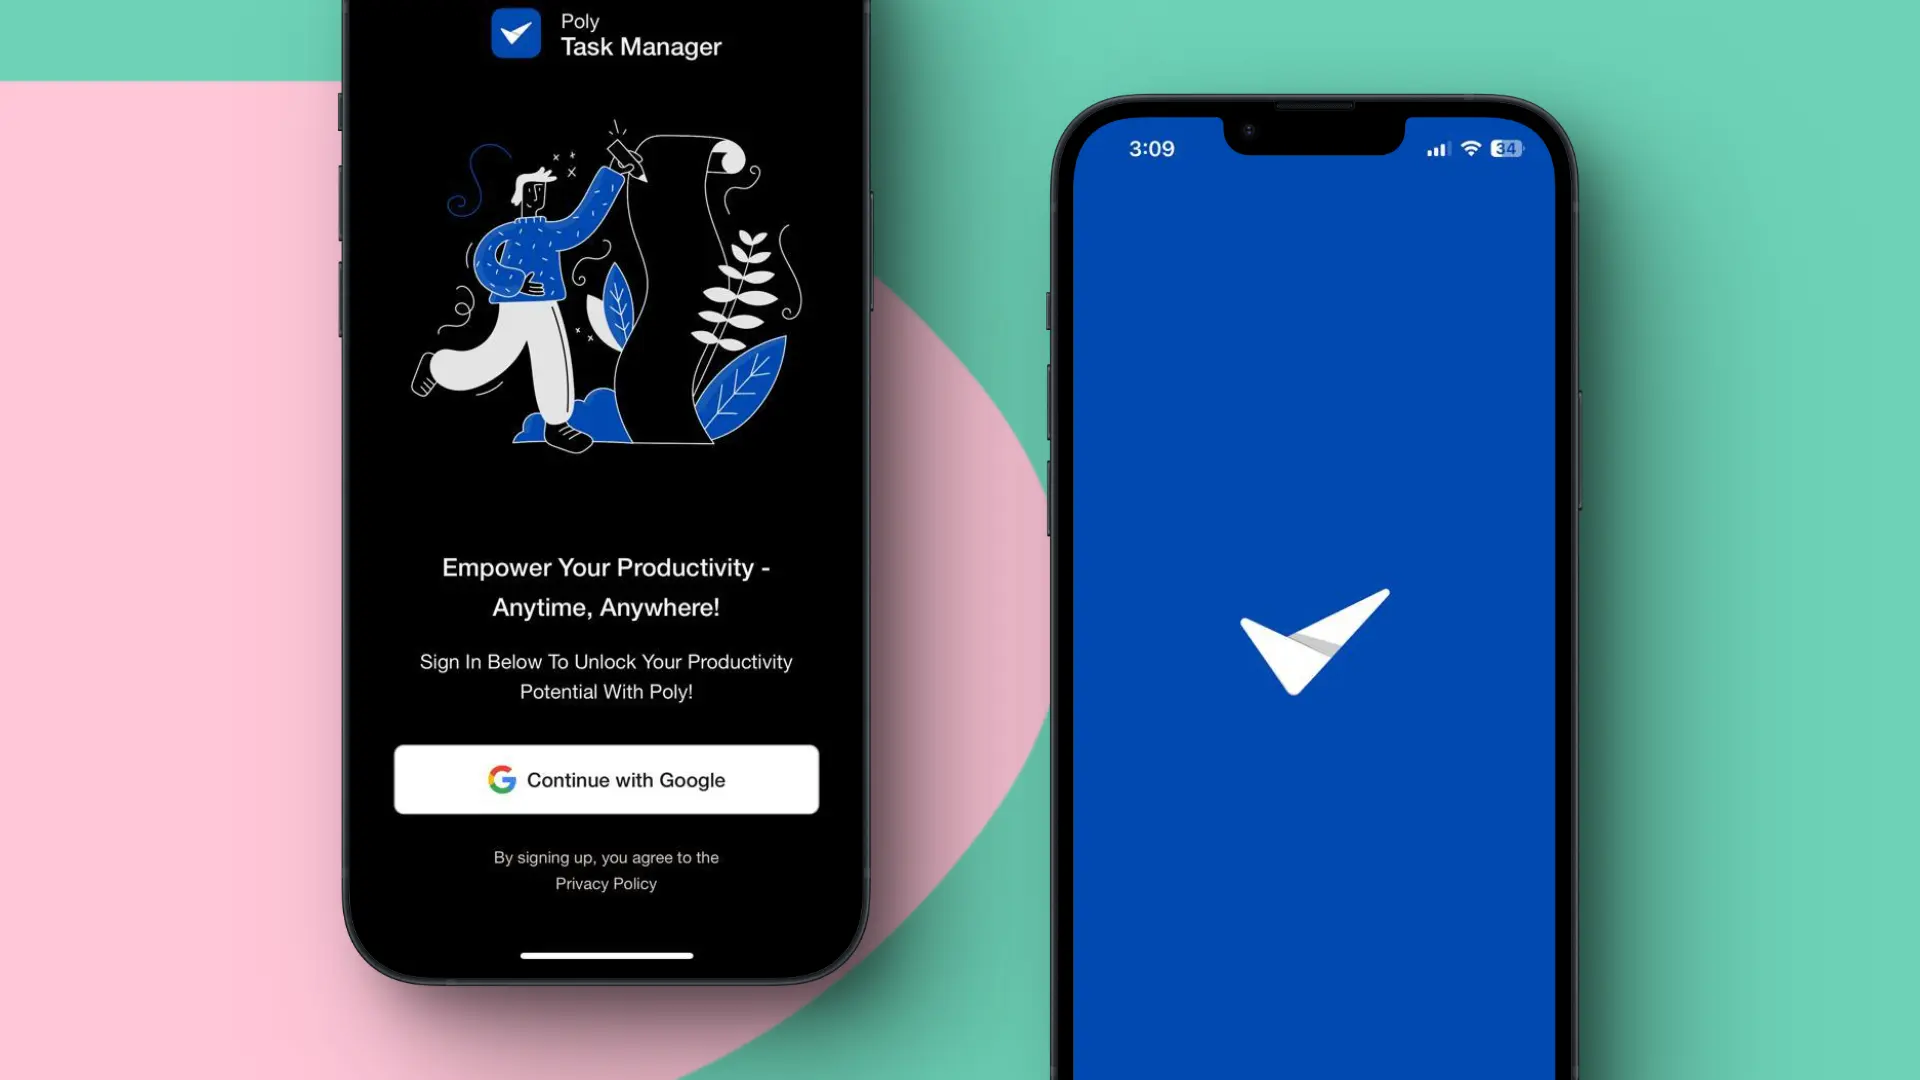 Poly
Task Manager
Empower Your Productivity -
Anytime, Anywhere!
Sign In Below To Unlock Your Productivity
Potential With Poly!
Continue with Google
By signing up, you agree to the
Privacy Policy
3:09
34